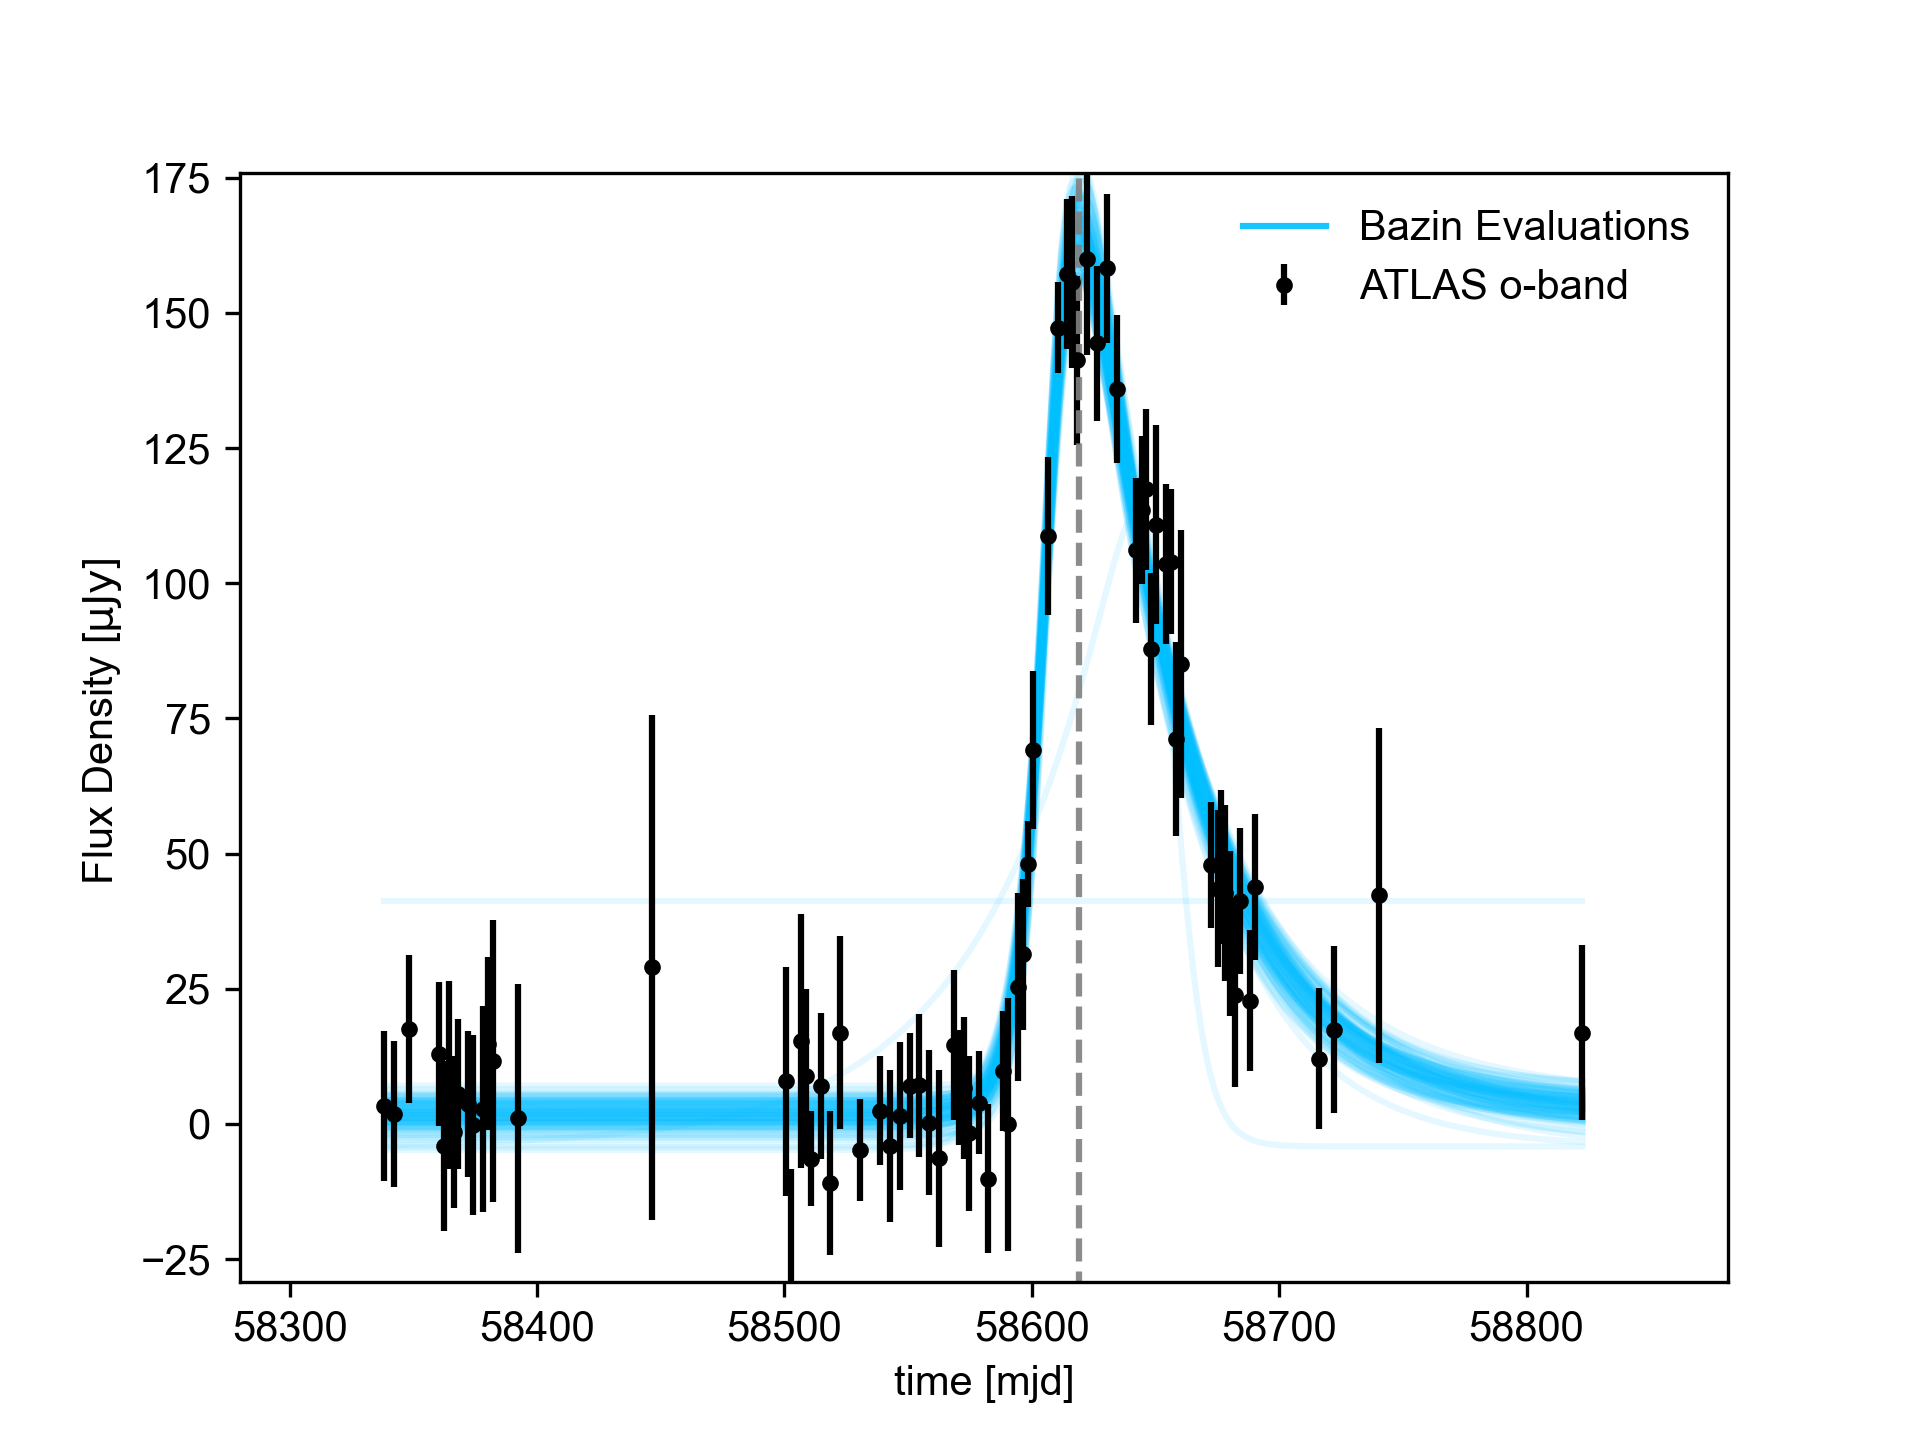 175
150
125
100
75
50
25
0
−25
Flux Density [µJy]
Bazin Evaluations
ATLAS o-band
58300 58400 58500 58600 58700 58800
time [mjd]